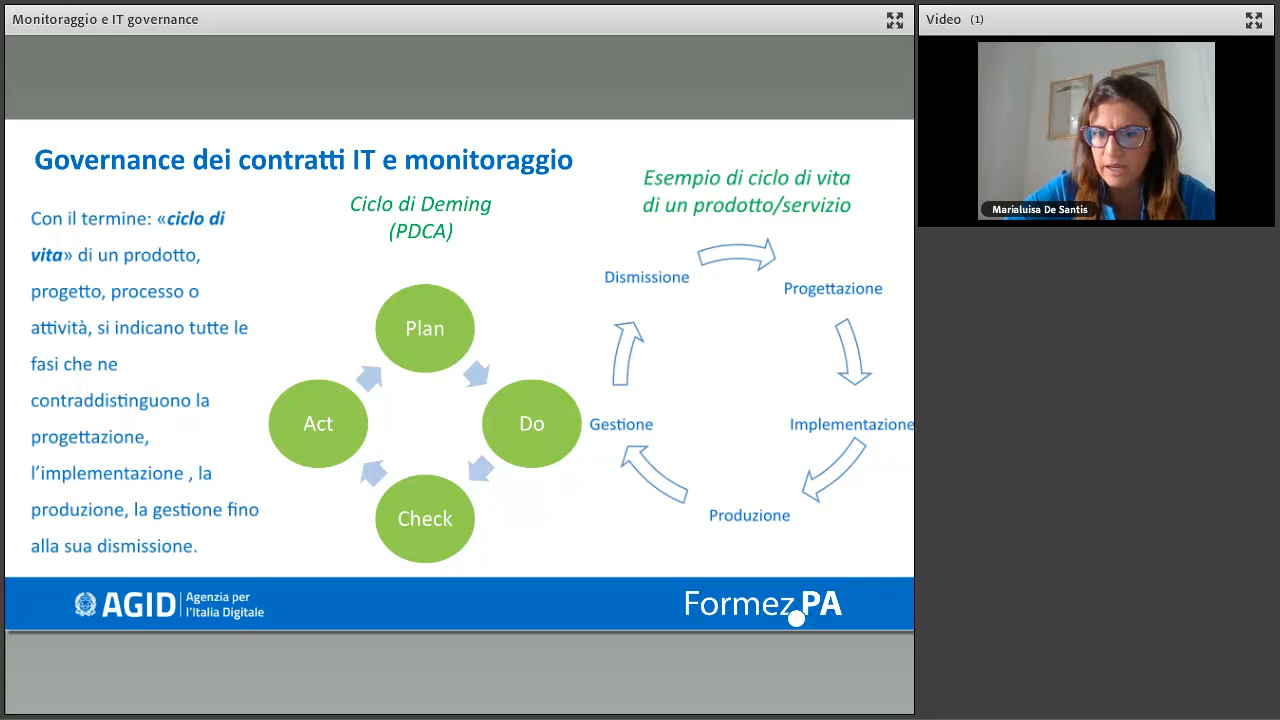 Monitoraggio e IT governance
Video (1)
Marialuisa De Santis
Governance dei contratti IT e monitoraggio
Con il termine: «ciclo di
vita» di un prodotto,
progetto, processo o
attività, si indicano tutte le
fasi che ne
contraddistinguono la
progettazione,
l'implementazione , la
produzione, la gestione fino
alla sua dismissione.
Ciclo di Deming
(PDCA)
Plan
Do
Check
Act
Esempio di ciclo di vita
di un prodotto/servizio
Dismissione
Progettazione
Implementazione
Produzione
Gestione
AGID
Agenzia per
l'Italia Digitale
Formez.PA